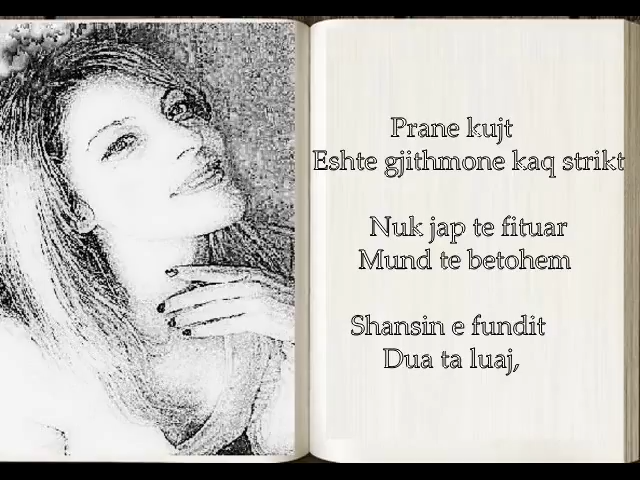 Prane kujt
Eshte gjithmone kaq strikt
Nuk jap te fituar
Mund te betohem
Shansin e fundit
Dua ta luaj,